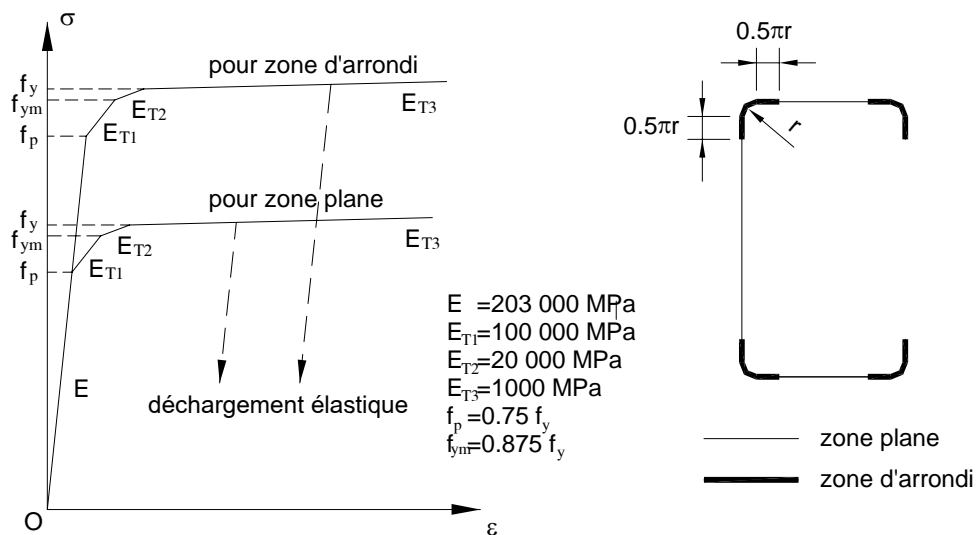 σ
f_y
f_ym
f_p
pour zone d'arrondi
E_T1
E_T2
E_T3
f_y
f_ym
f_p
pour zone plane
E_T1
E_T2
E_T3
E
déchargement élastique
O
ε
E =203 000 MPa
E_T1=100 000 MPa
E_T2=20 000 MPa
E_T3=1000 MPa
f_p =0.75 f_y
f_ym=0.875 f_y
0.5πr
0.5πr
r
zone plane
zone d'arrondi